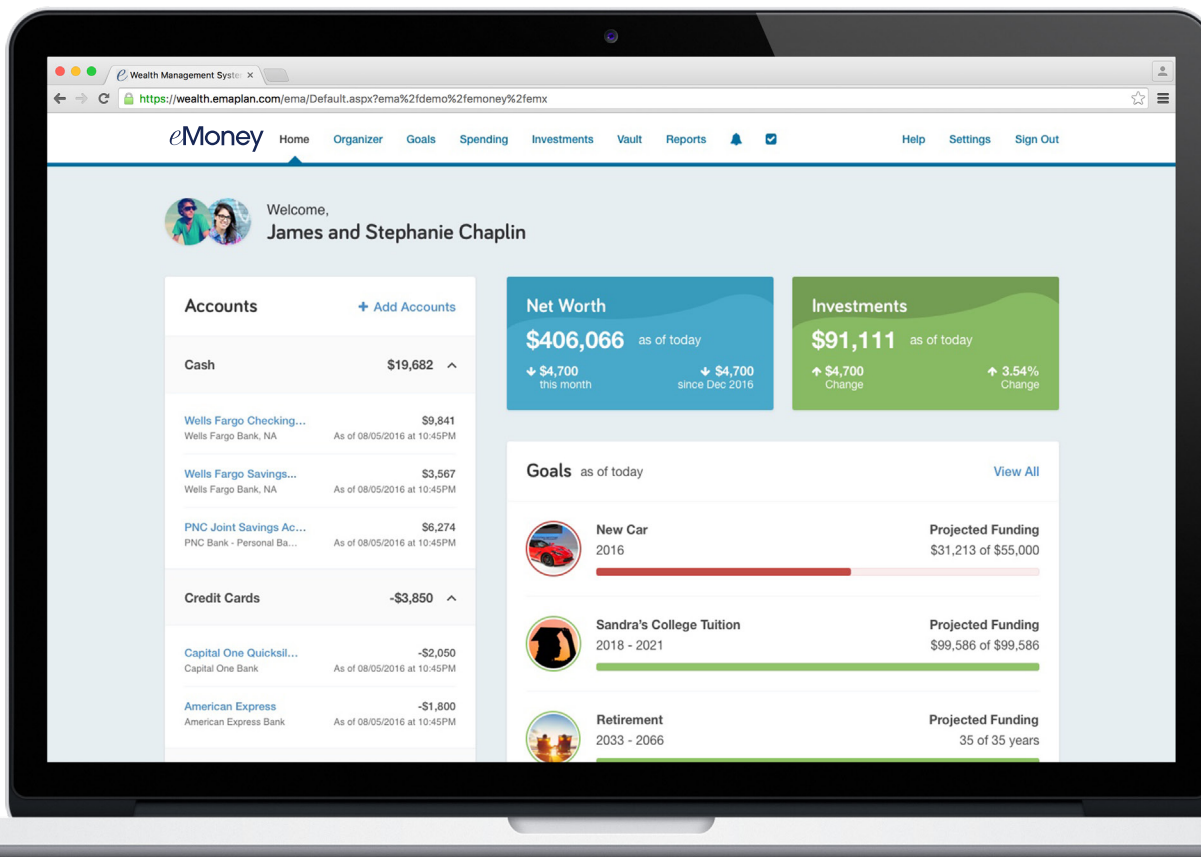 Wealth Management Syste
https://wealth.emaplan.com/ema/Default.aspx?ema%2fdemo%2femoney%2femx
eMoney Home Organizer Goals Spending Investments Vault Reports Help Settings Sign Out
Welcome,
James and Stephanie Chaplin
Accounts + Add Accounts
Cash $19,682
Wells Fargo Checking... $9,841
Wells Fargo Bank, NA As of 08/05/2016 at 10:45PM
Wells Fargo Savings... $3,567
Wells Fargo Bank, NA As of 08/05/2016 at 10:45PM
PNC Joint Savings Ac... $6,274
PNC Bank - Personal Ba... As of 08/05/2016 at 10:45PM
Credit Cards -$3,850
Capital One Quicksil... -$2,050
Capital One Bank As of 08/05/2016 at 10:45PM
American Express -$1,800
American Express Bank As of 08/05/2016 at 10:45PM
Net Worth
$406,066 as of today
$4,700 $4,700
this month since Dec 2016
Investments
$91,111 as of today
$4,700 3.54%
Change Change
Goals as of today View All
New Car Projected Funding
2016 $31,213 of $55,000
Sandra's College Tuition Projected Funding
2018 - 2021 $99,586 of $99,586
Retirement Projected Funding
2033 - 2066 35 of 35 years